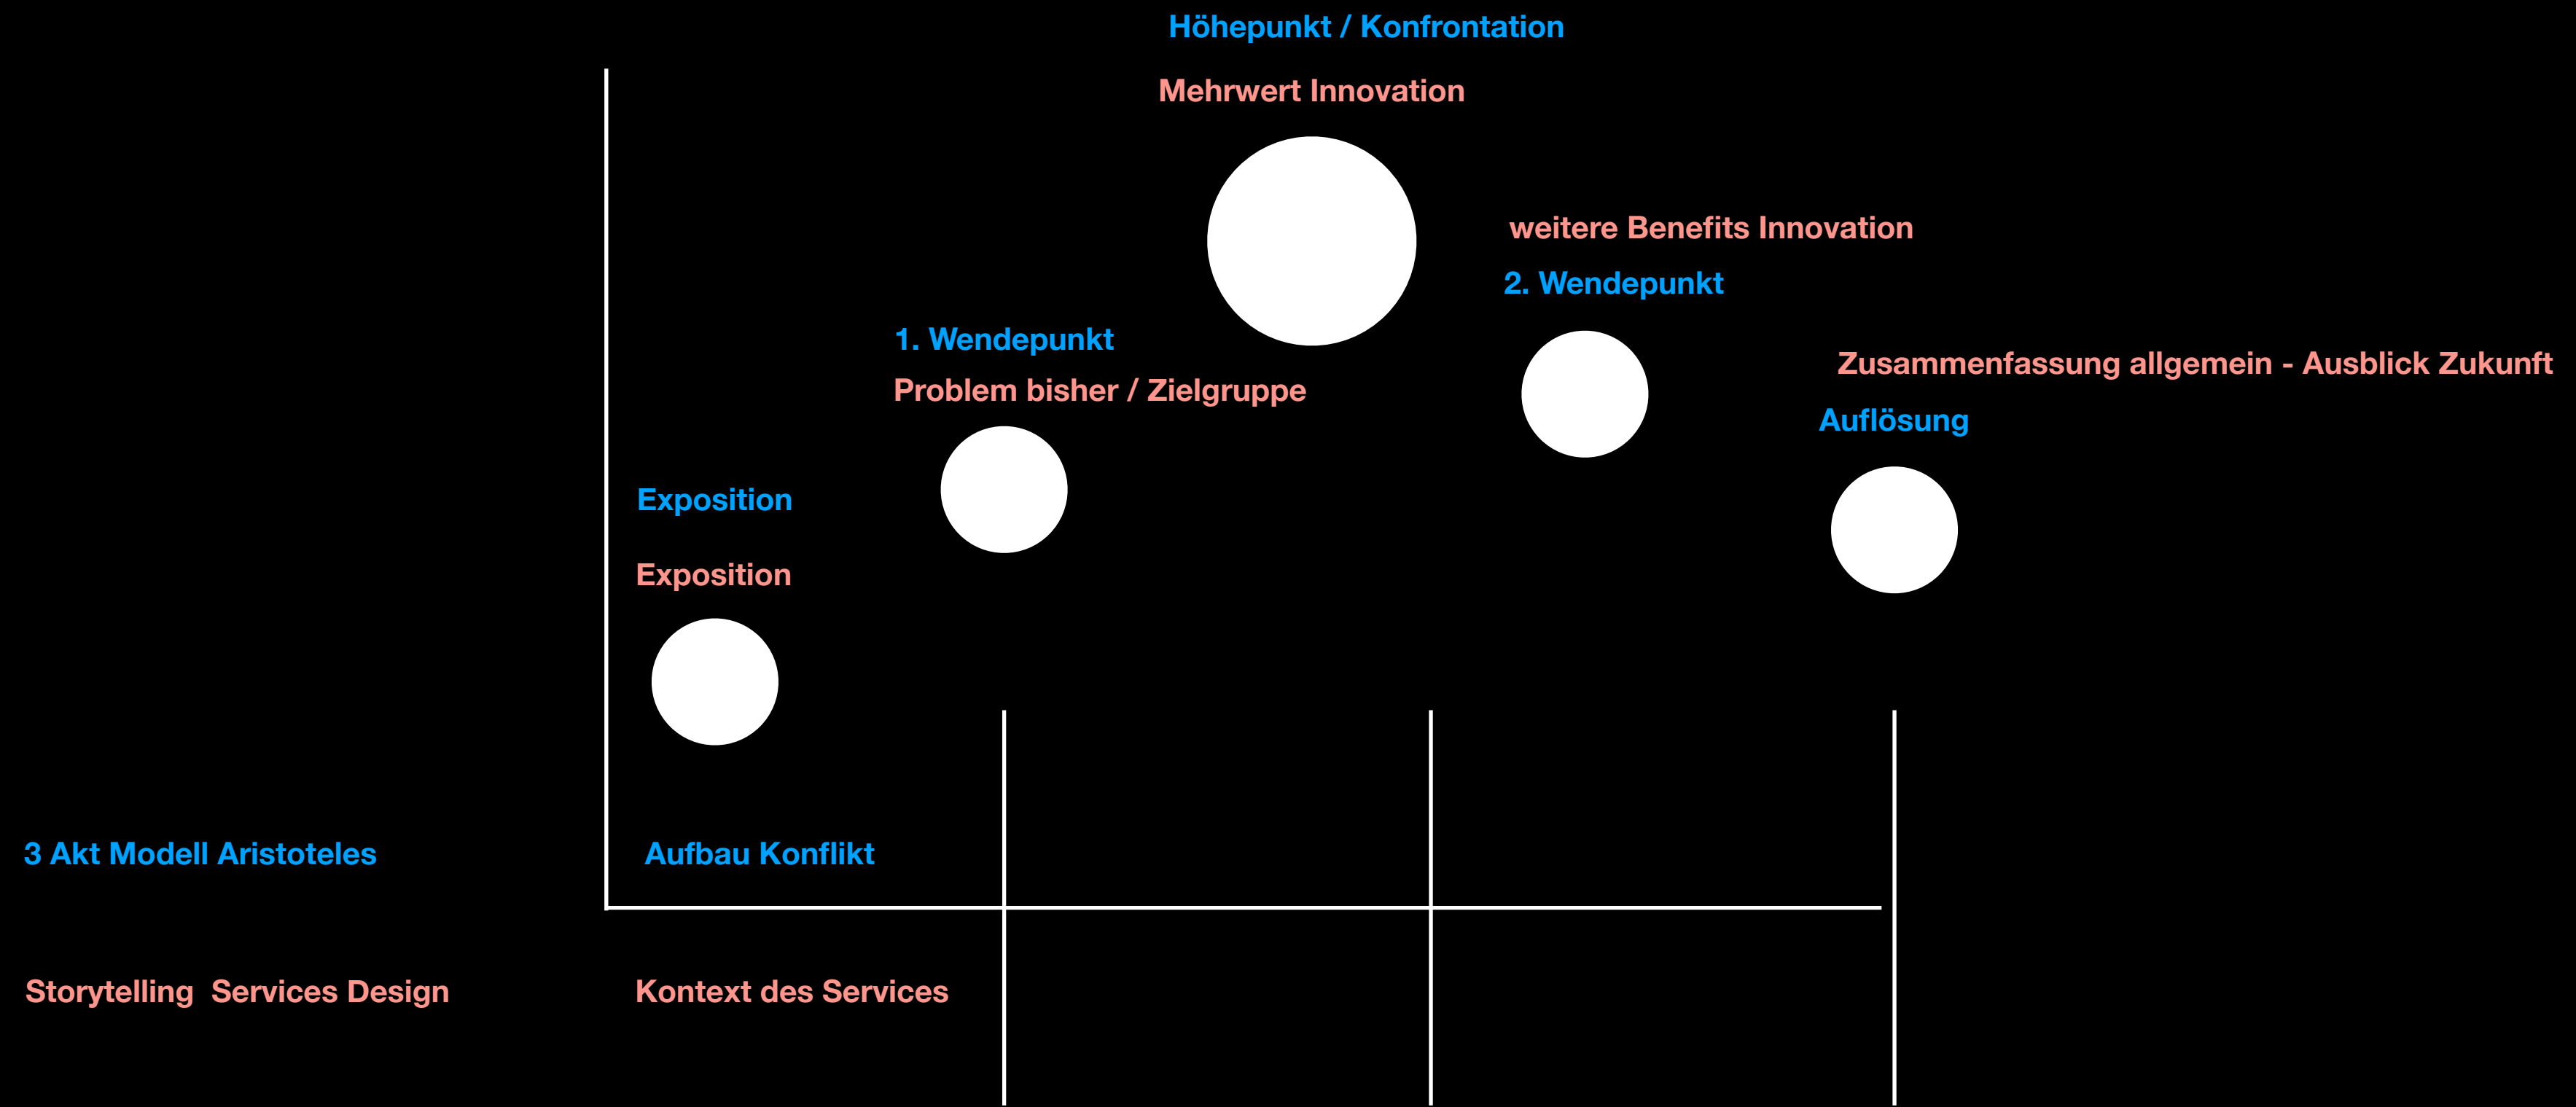 Höhepunkt / Konfrontation
Mehrwert Innovation
weitere Benefits Innovation
2. Wendepunkt
1. Wendepunkt
Problem bisher / Zielgruppe
Zusammenfassung allgemein - Ausblick Zukunft
Auflösung
Exposition
Exposition
3 Akt Modell Aristoteles
Aufbau Konflikt
Storytelling  Services Design
Kontext des Services